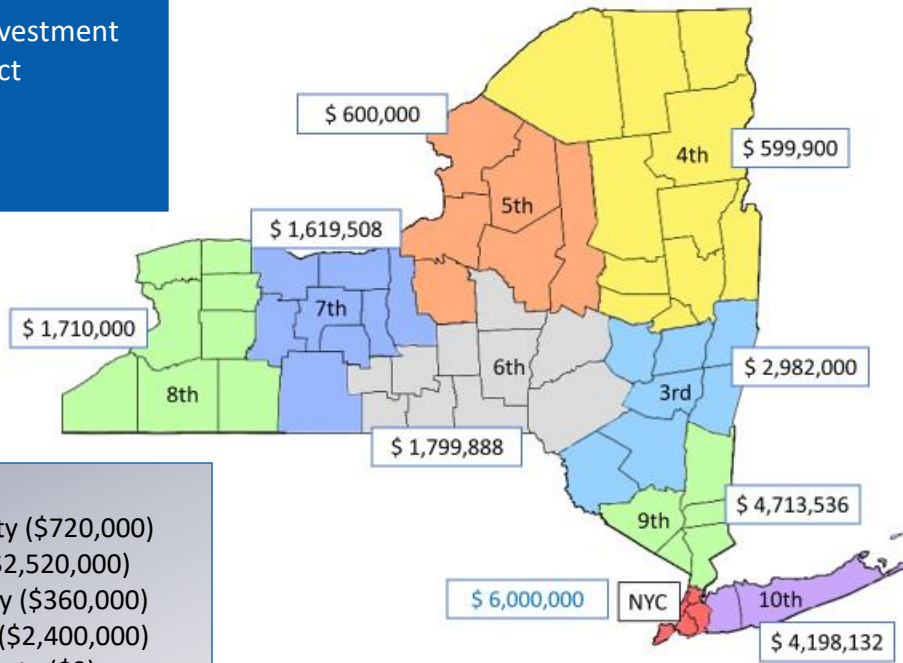 ct
$ 600,000
4th
$ 599,900
5th
$ 1,619,508
7th
$ 1,710,000
6th
$ 2,982,000
8th
3rd
$ 1,799,888
$ 4,713,536
9th
($720,000)
$2,520,000)
($360,000)
($2,400,000)
$ 6,000,000
NYC
10th
$ 4,198,132